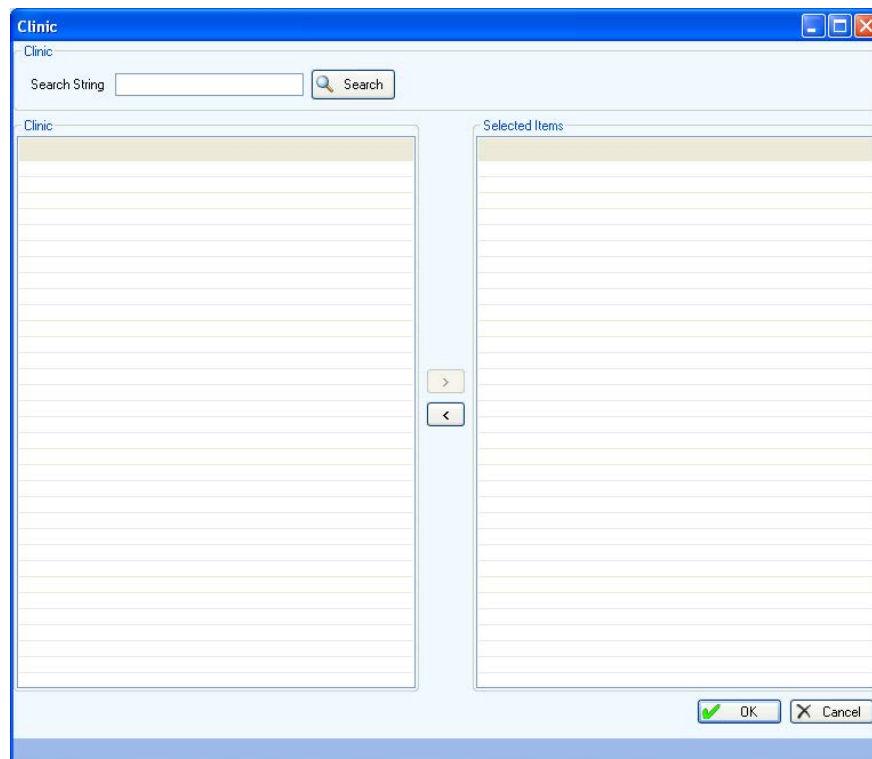 Clinic
Clinic
Search String Search
Clinic Selected Items
>
<
OK Cancel